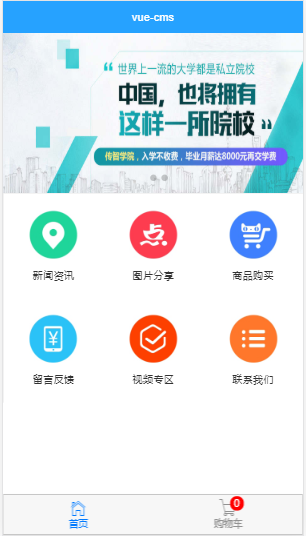 vue-cms
“世界上一流的大学都是私立院校
中国，也将拥有
这样一所院校”
传智学院，入学不收费，毕业月薪达8000元再交学费
新闻资讯 图片分享 商品购买
留言反馈 视频专区 联系我们
0
首页 购物车